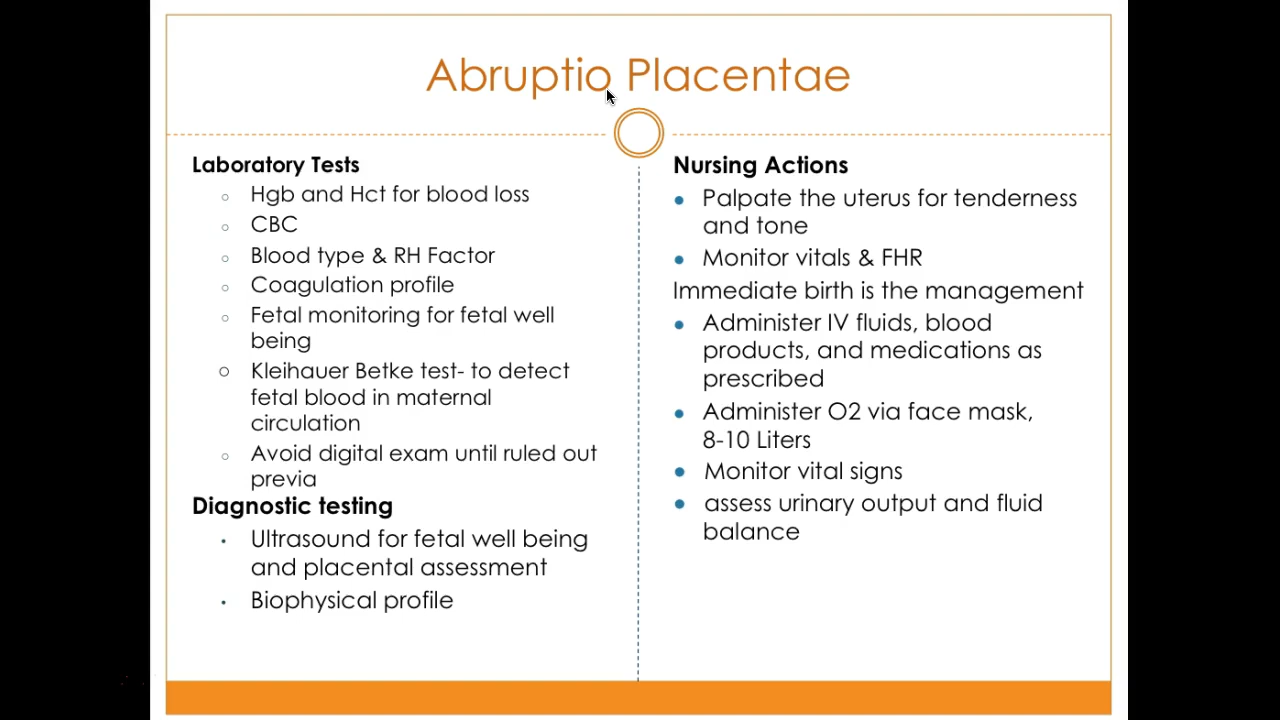 Abruptio Placentae
Laboratory Tests
Hgb and Hct for blood loss
CBC
Blood type & RH Factor
Coagulation profile
Fetal monitoring for fetal well
being
Kleihauer Betke test- to detect
fetal blood in maternal
circulation
Avoid digital exam until ruled out
previa
Diagnostic testing
Ultrasound for fetal well being
and placental assessment
Biophysical profile
Nursing Actions
Palpate the uterus for tenderness
and tone
Monitor vitals & FHR
Immediate birth is the management
Administer IV fluids, blood
products, and medications as
prescribed
Administer O2 via face mask,
8-10 Liters
Monitor vital signs
assess urinary output and fluid
balance